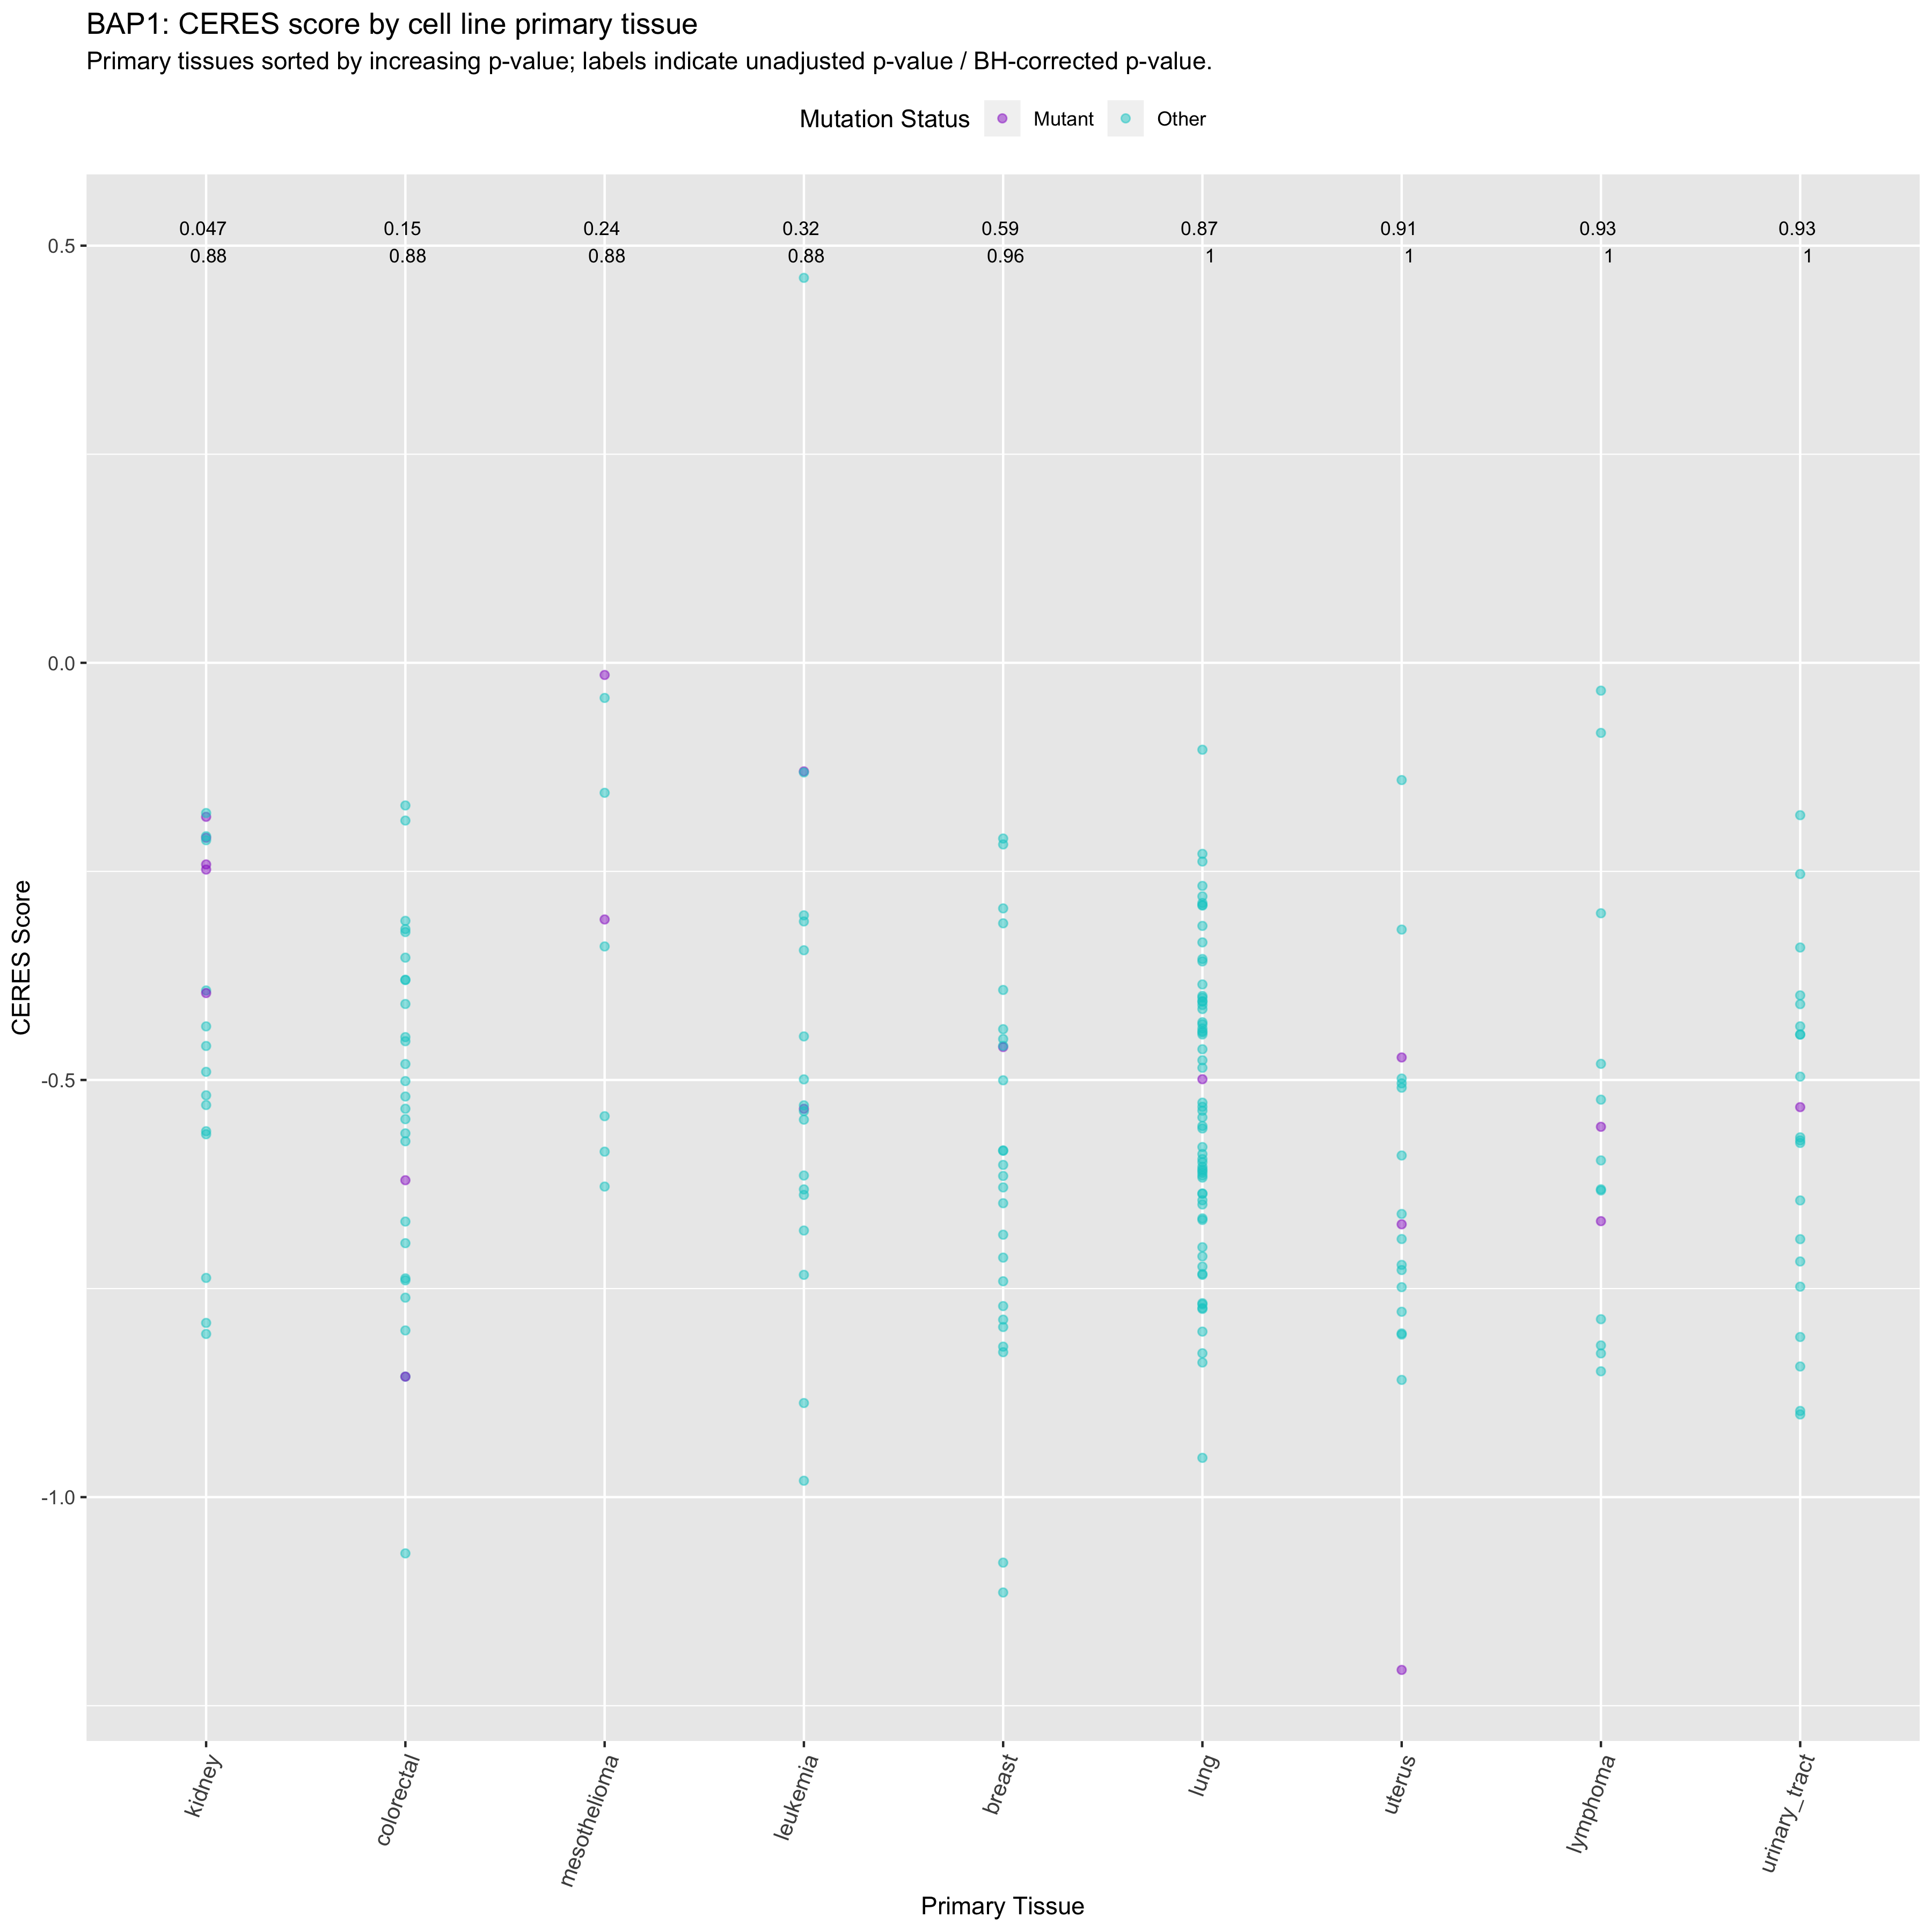 BAP1: CERES score by cell line primary tissue
Primary tissues sorted by increasing p-value; labels indicate unadjusted p-value / BH-corrected p-value.
Mutation Status Mutant Other
0.047 0.15 0.24 0.32 0.59 0.87 0.91 0.93 0.93
0.88 0.88 0.88 0.88 0.96 1 1 1 1
0.5
0.0
-0.5
-1.0
CERES Score
kidney colorectal mesothelioma leukemia breast lung uterus lymphoma urinary_tract
Primary Tissue